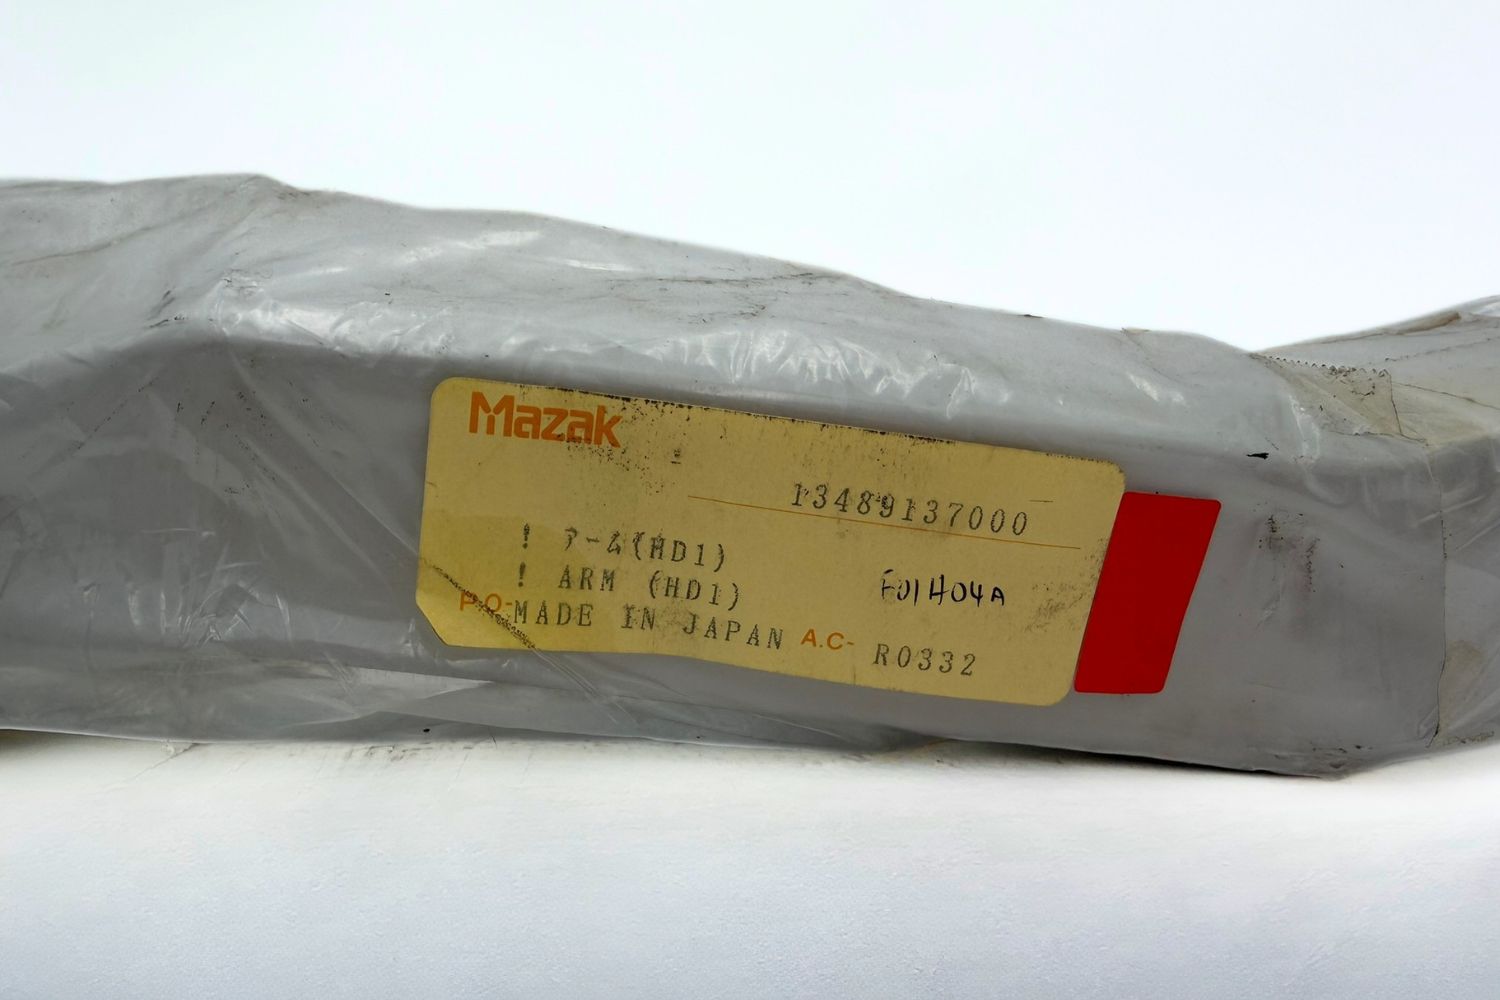 Mazak
13489137000
! アーム(HD1)
! ARM (HD1)
F01H04A
P.O- MADE IN JAPAN A.C- R0332